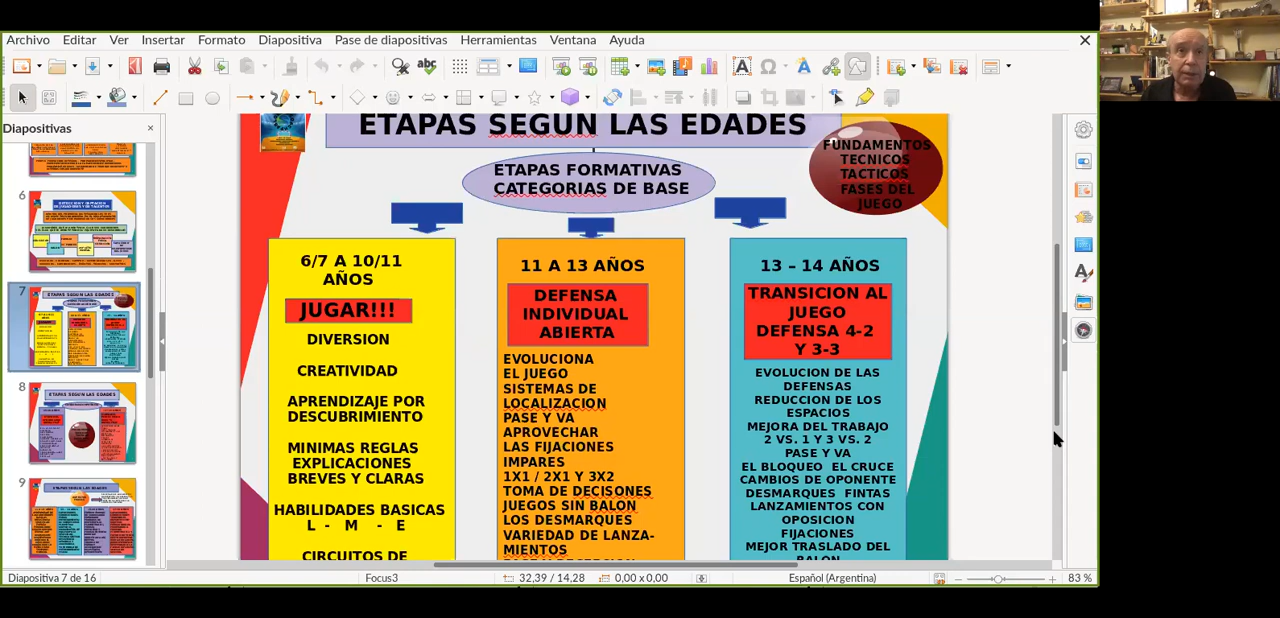 Archivo Editar Ver Insertar Formato Diapositiva Pase de diapositivas Herramientas Ventana Ayuda
Diapositivas
6
7
8
9
ETAPAS SEGUN LAS EDADES
ETAPAS FORMATIVAS
CATEGORIAS DE BASE
FUNDAMENTOS
TECNICOS
TACTICOS
FASES DEL
JUEGO
6/7 A 10/11
AÑOS
JUGAR!!!
DIVERSION
CREATIVIDAD
APRENDIZAJE POR
DESCUBRIMIENTO
MINIMAS REGLAS
EXPLICACIONES
BREVES Y CLARAS
HABILIDADES BASICAS
L - M - E
CIRCUITOS DE
11 A 13 AÑOS
DEFENSA
INDIVIDUAL
ABIERTA
EVOLUCIONA
EL JUEGO
SISTEMAS DE
LOCALIZACION
PASE Y VA
APROVECHAR
LAS FIJACIONES
IMPARES
1X1 / 2X1 Y 3X2
TOMA DE DECISONES
JUEGOS SIN BALON
LOS DESMARQUES
VARIEDAD DE LANZA-
MIENTOS
13 – 14 AÑOS
TRANSICION AL
JUEGO
DEFENSA 4-2
Y 3-3
EVOLUCION DE LAS
DEFENSAS
REDUCCION DE LOS
ESPACIOS
MEJORA DEL TRABAJO
2 VS. 1 Y 3 VS. 2
PASE Y VA
EL BLOQUEO EL CRUCE
CAMBIOS DE OPONENTE
DESMARQUES FINTAS
LANZAMIENTOS CON
OPOSICION
FIJACIONES
MEJOR TRASLADO DEL
BALON
Diapositiva 7 de 16 Focus3 32,39 / 14,28 0,00 x 0,00 Español (Argentina) 83 %